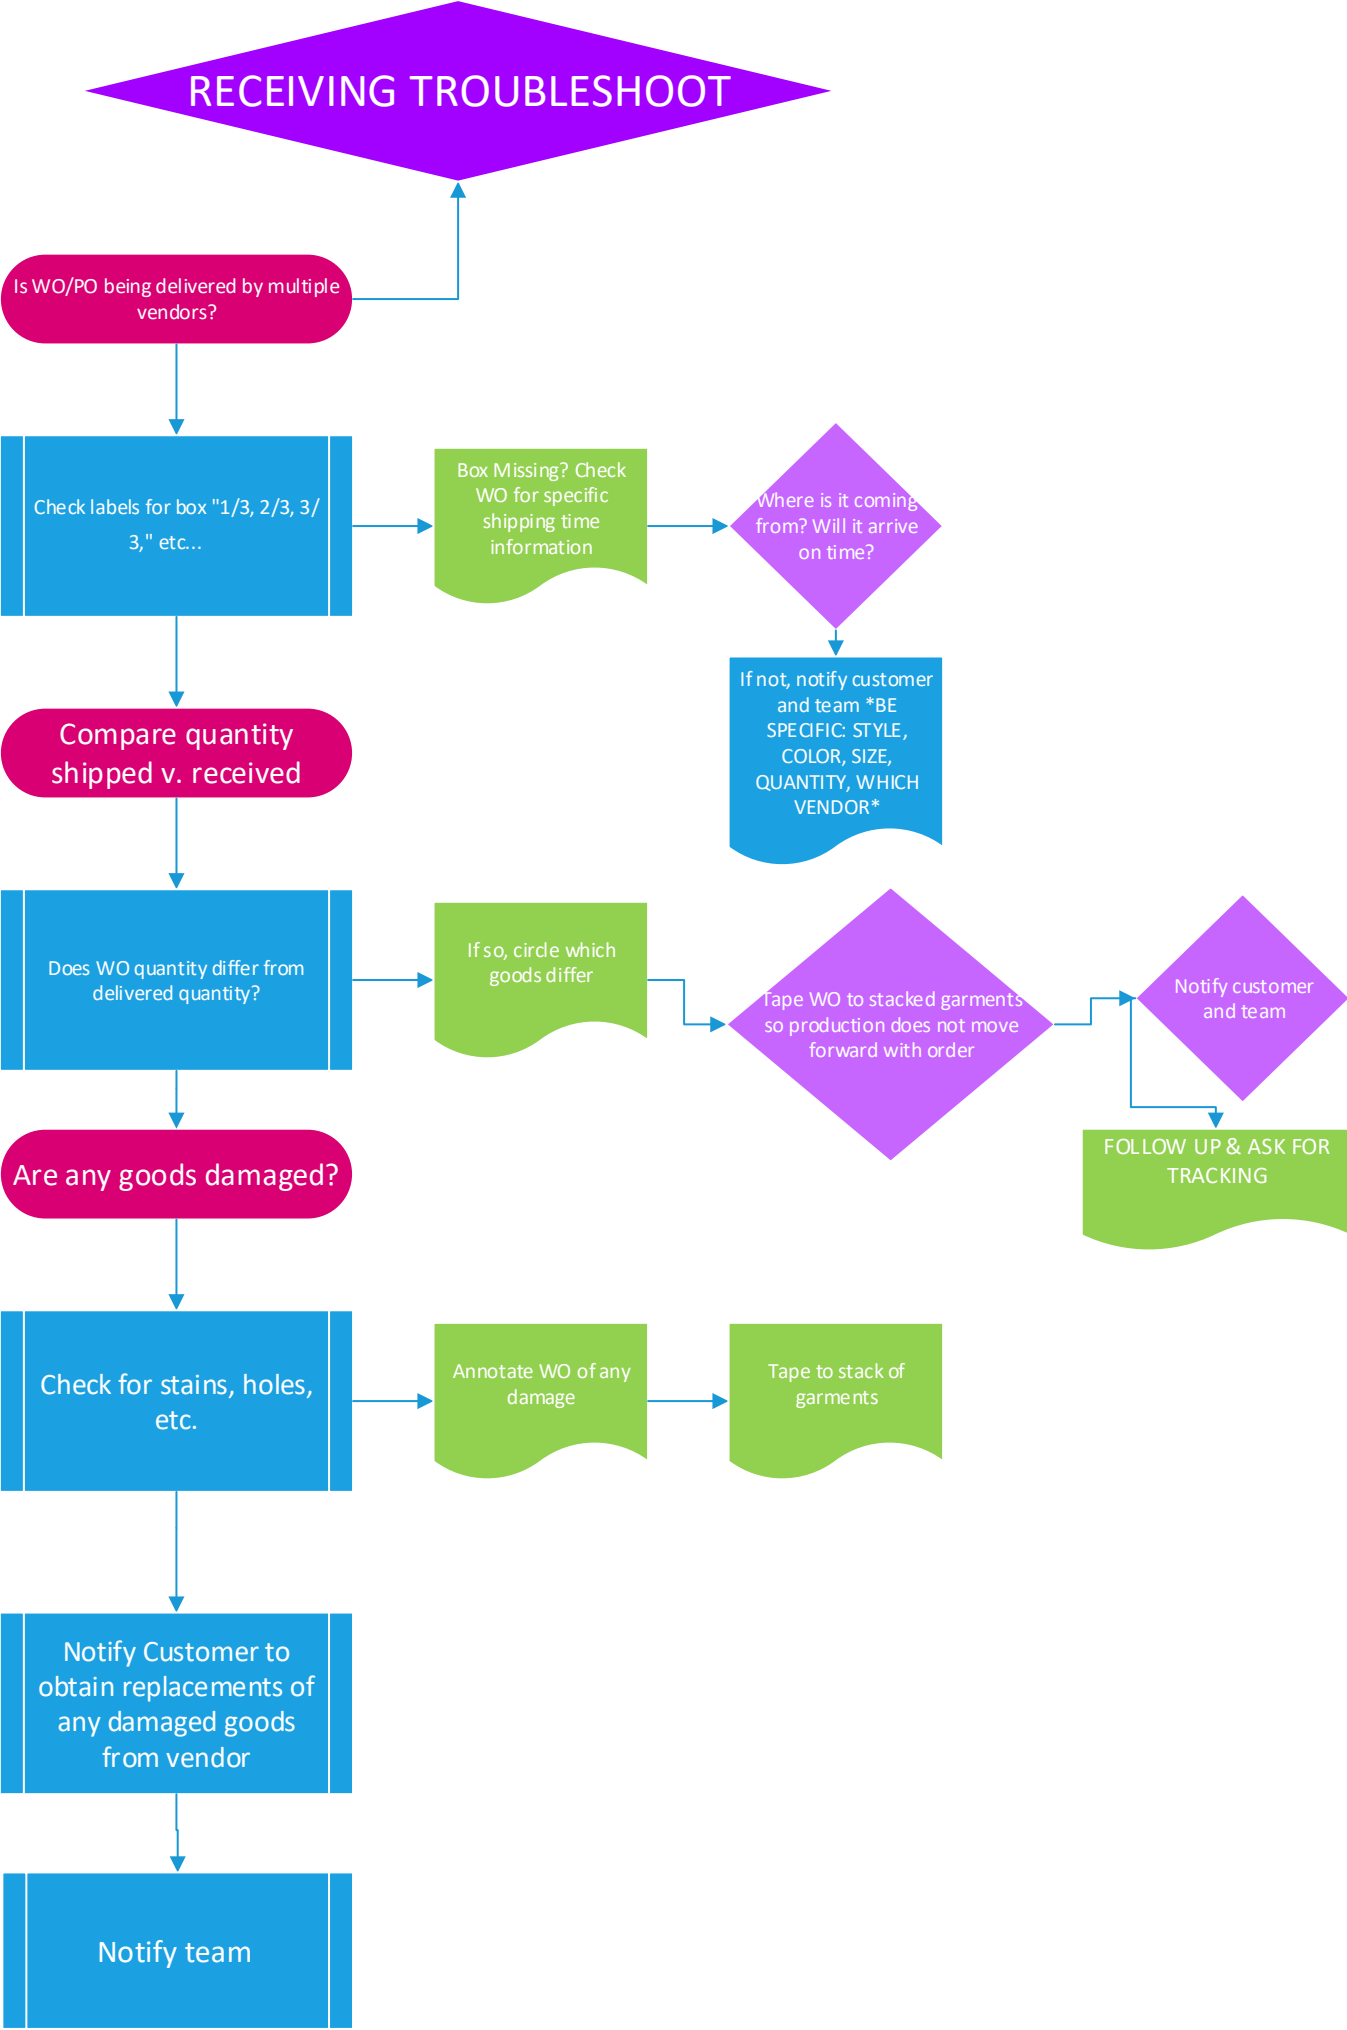 RECEIVING TROUBLESHOOT
Is WO/PO being delivered by multiple
vendors?
Check labels for box "1/3, 2/3, 3/
3," etc...
Box Missing? Check
WO for specific
shipping time
information
Where is it coming
from? Will it arrive
on time?
If not, notify customer
and team *BE
SPECIFIC: STYLE,
COLOR, SIZE,
QUANTITY, WHICH
VENDOR*
Compare quantity
shipped v. received
Does WO quantity differ from
delivered quantity?
If so, circle which
goods differ
Tape WO to stacked garments
so production does not move
forward with order
Notify customer
and team
FOLLOW UP & ASK FOR
TRACKING
Are any goods damaged?
Check for stains, holes,
etc.
Annotate WO of any
damage
Tape to stack of
garments
Notify Customer to
obtain replacements of
any damaged goods
from vendor
Notify team